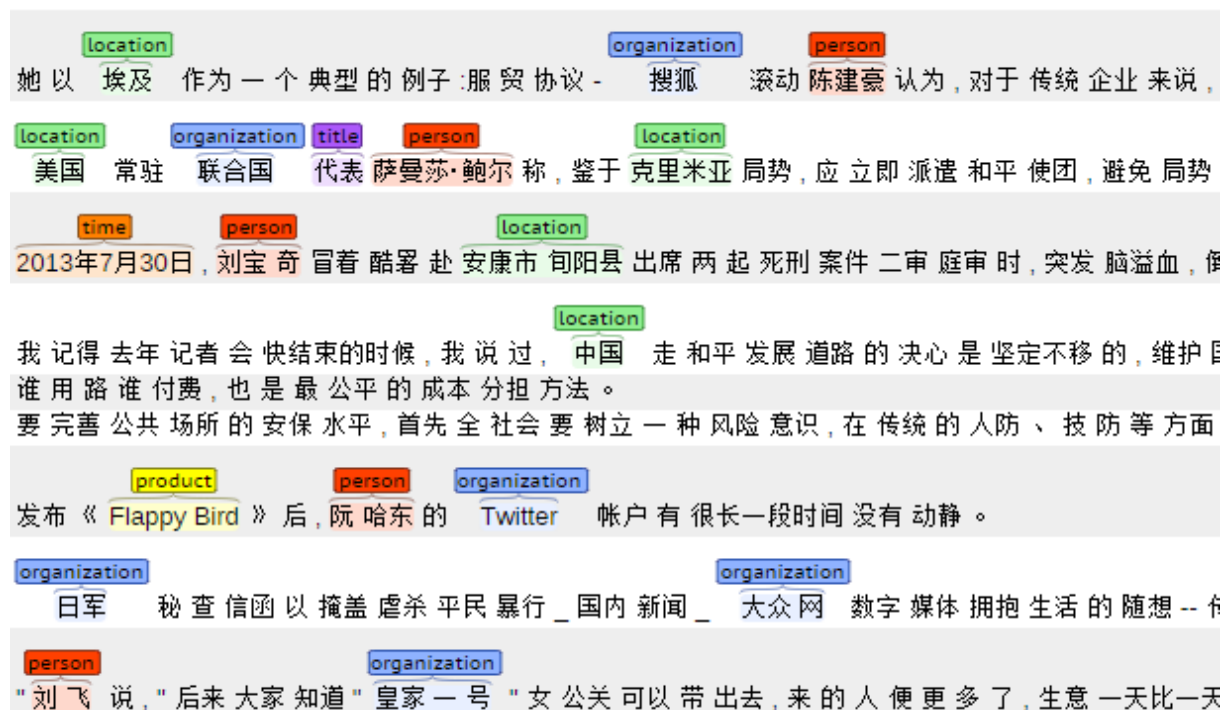 location organization person
她 以 埃及 作为 一 个 典型 的 例子 :服 贸 协议 - 搜狐 滚动 陈建豪 认为 , 对于 传统 企业 来说 ,
location organization title person location
美国 常驻 联合国 代表 萨曼莎·鲍尔 称 , 鉴于 克里米亚 局势 , 应 立即 派遣 和平 使团 , 避免 局势
time person location
2013年7月30日 , 刘宝 奇 冒着 酷署 赴 安康市 旬阳县 出席 两 起 死刑 案件 二审 庭审 时 , 突发 脑溢血 ,
location
我 记得 去年 记者 会 快结束的时候 , 我 说 过 , 中国 走 和平 发展 道路 的 决心 是 坚定不移 的 , 维护
谁 用 路 谁 付费 , 也 是 最 公平 的 成本 分担 方法 。
要 完善 公共 场所 的 安保 水平 , 首先 全 社会 要 树立 一 种 风险 意识 , 在 传统 的 人防 、 技 防 等 方面
product person organization
发布 《 Flappy Bird 》 后 , 阮 哈东 的 Twitter 帐户 有 很长一段时间 没有 动静 。
organization organization
日军 秘 查 信函 以 掩盖 虐杀 平民 暴行 _ 国内 新闻 _ 大众 网 数字 媒体 拥抱 生活 的 随想 --
person organization
" 刘 飞 说 , " 后来 大家 知道 " 皇家 一 号 " 女 公关 可以 带 出去 , 来 的 人 便 更 多 了 , 生意 一天比一天